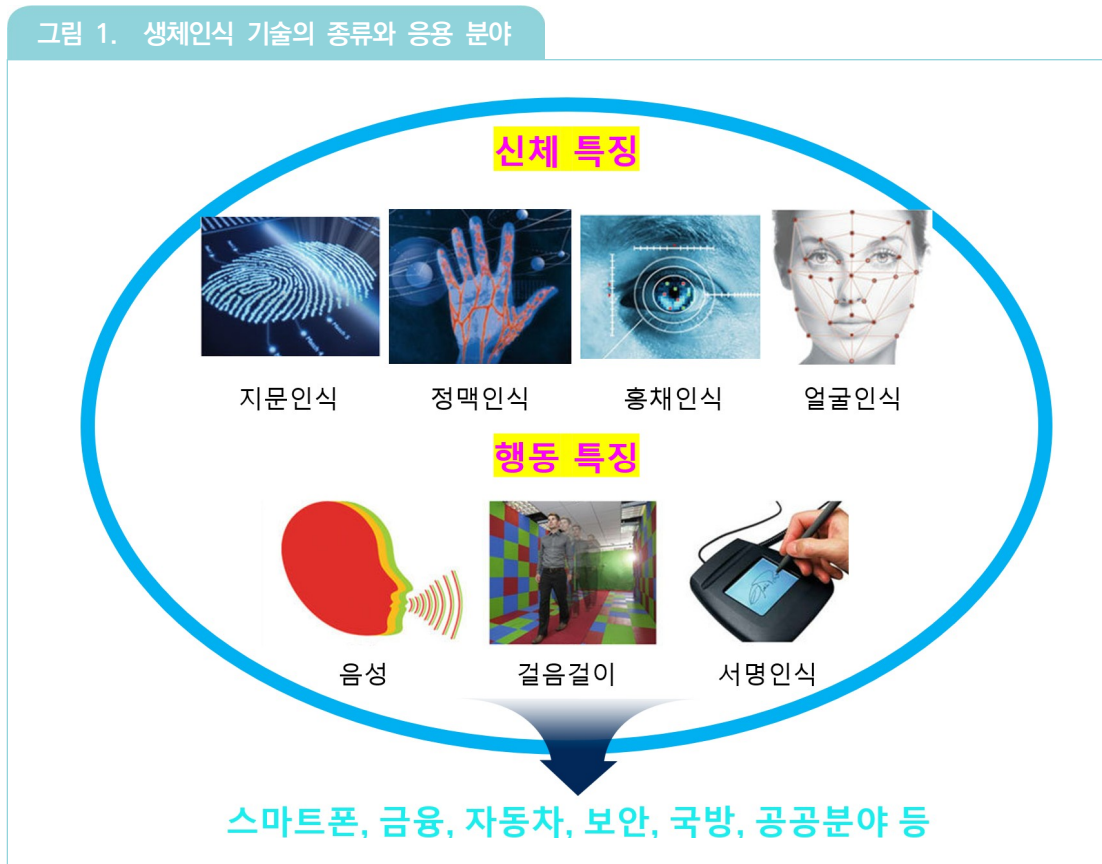 그림 1. 생체인식 기술의 종류와 응용 분야
신체 특징
지문인식 정맥인식 홍채인식 얼굴인식
행동 특징
음성 걸음걸이 서명인식
스마트폰, 금융, 자동차, 보안, 국방, 공공분야 등